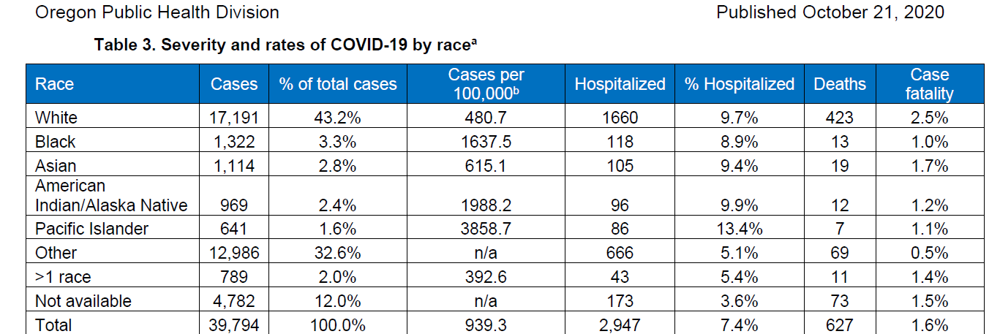 Oregon Public Health Division Published October 21, 2020
Table 3. Severity and rates of COVID-19 by raceᵃ
Race Cases % of total cases Cases per 100,000ᵇ Hospitalized % Hospitalized Deaths Case fatality
White 17,191 43.2% 480.7 1660 9.7% 423 2.5%
Black 1,322 3.3% 1637.5 118 8.9% 13 1.0%
Asian 1,114 2.8% 615.1 105 9.4% 19 1.7%
American
Indian/Alaska Native 969 2.4% 1988.2 96 9.9% 12 1.2%
Pacific Islander 641 1.6% 3858.7 86 13.4% 7 1.1%
Other 12,986 32.6% n/a 666 5.1% 69 0.5%
>1 race 789 2.0% 392.6 43 5.4% 11 1.4%
Not available 4,782 12.0% n/a 173 3.6% 73 1.5%
Total 39,794 100.0% 939.3 2,947 7.4% 627 1.6%